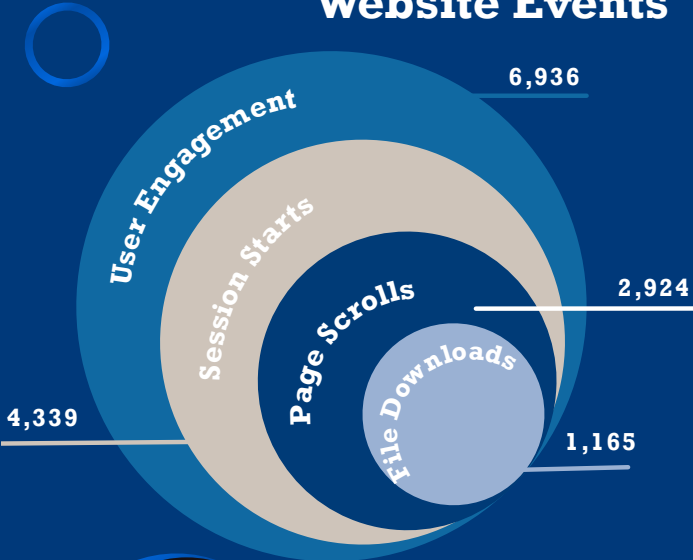 Website Events
6,936
User Engagement
Session Starts
2,924
Page Scrolls
File Downloads
4,339
1,165